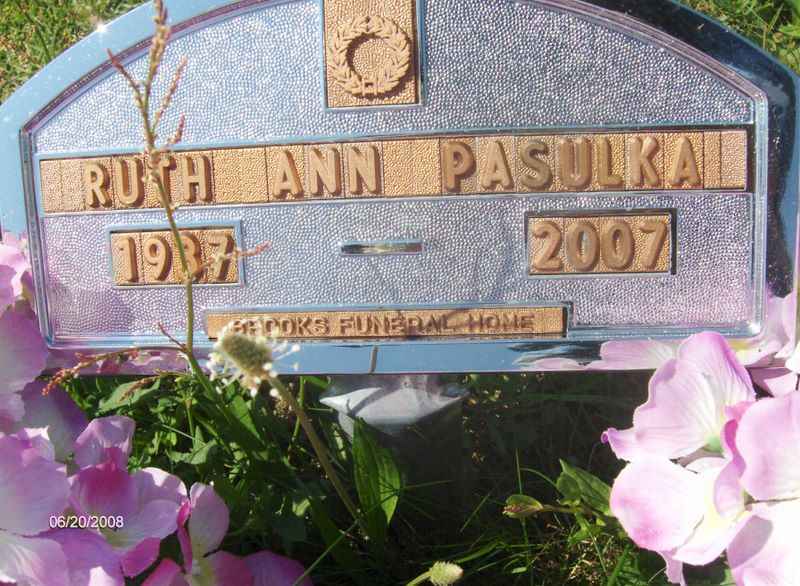 RUTH ANN PASULKA
1937 2007
BROOKS FUNERAL HOME
06/20/2008